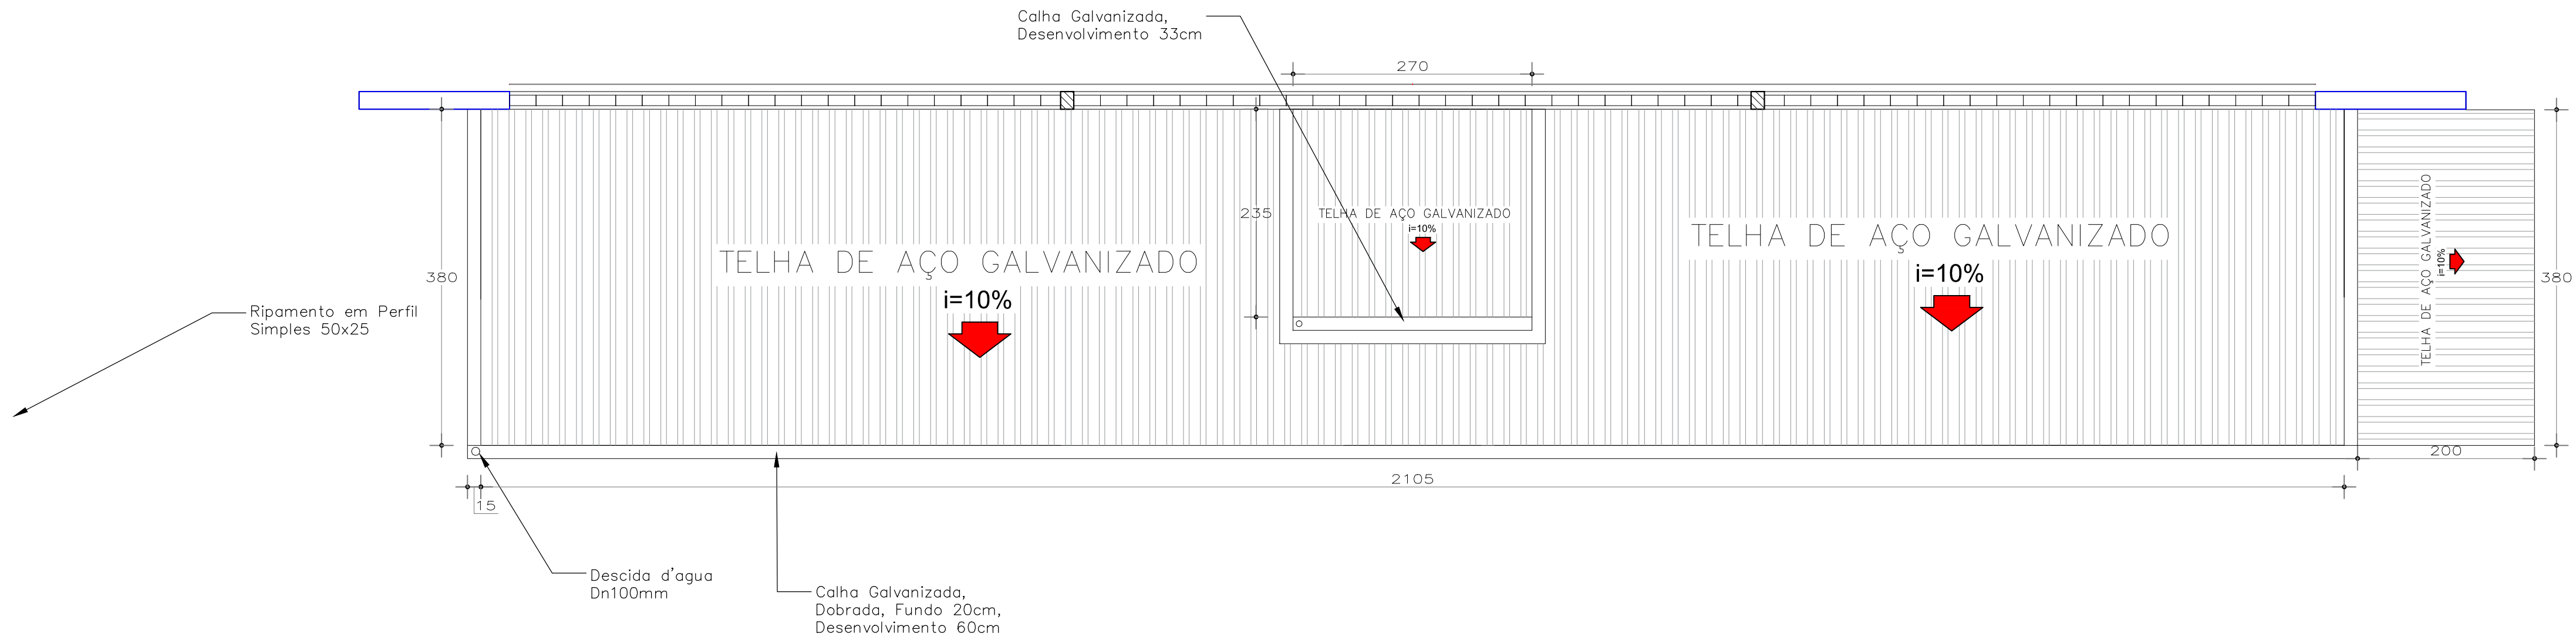 Calha Galvanizada,
Desenvolvimento 33cm
270
235
TELHA DE AÇO GALVANIZADO
i=10%
TELHA DE AÇO GALVANIZADO
i=10%
TELHA DE AÇO GALVANIZADO
i=10%
TELHA DE AÇO GALVANIZADO
i=10%
380
380
Ripamento em Perfil
Simples 50x25
200
2105
15
Descida d'agua
Dn100mm
Calha Galvanizada,
Dobrada, Fundo 20cm,
Desenvolvimento 60cm